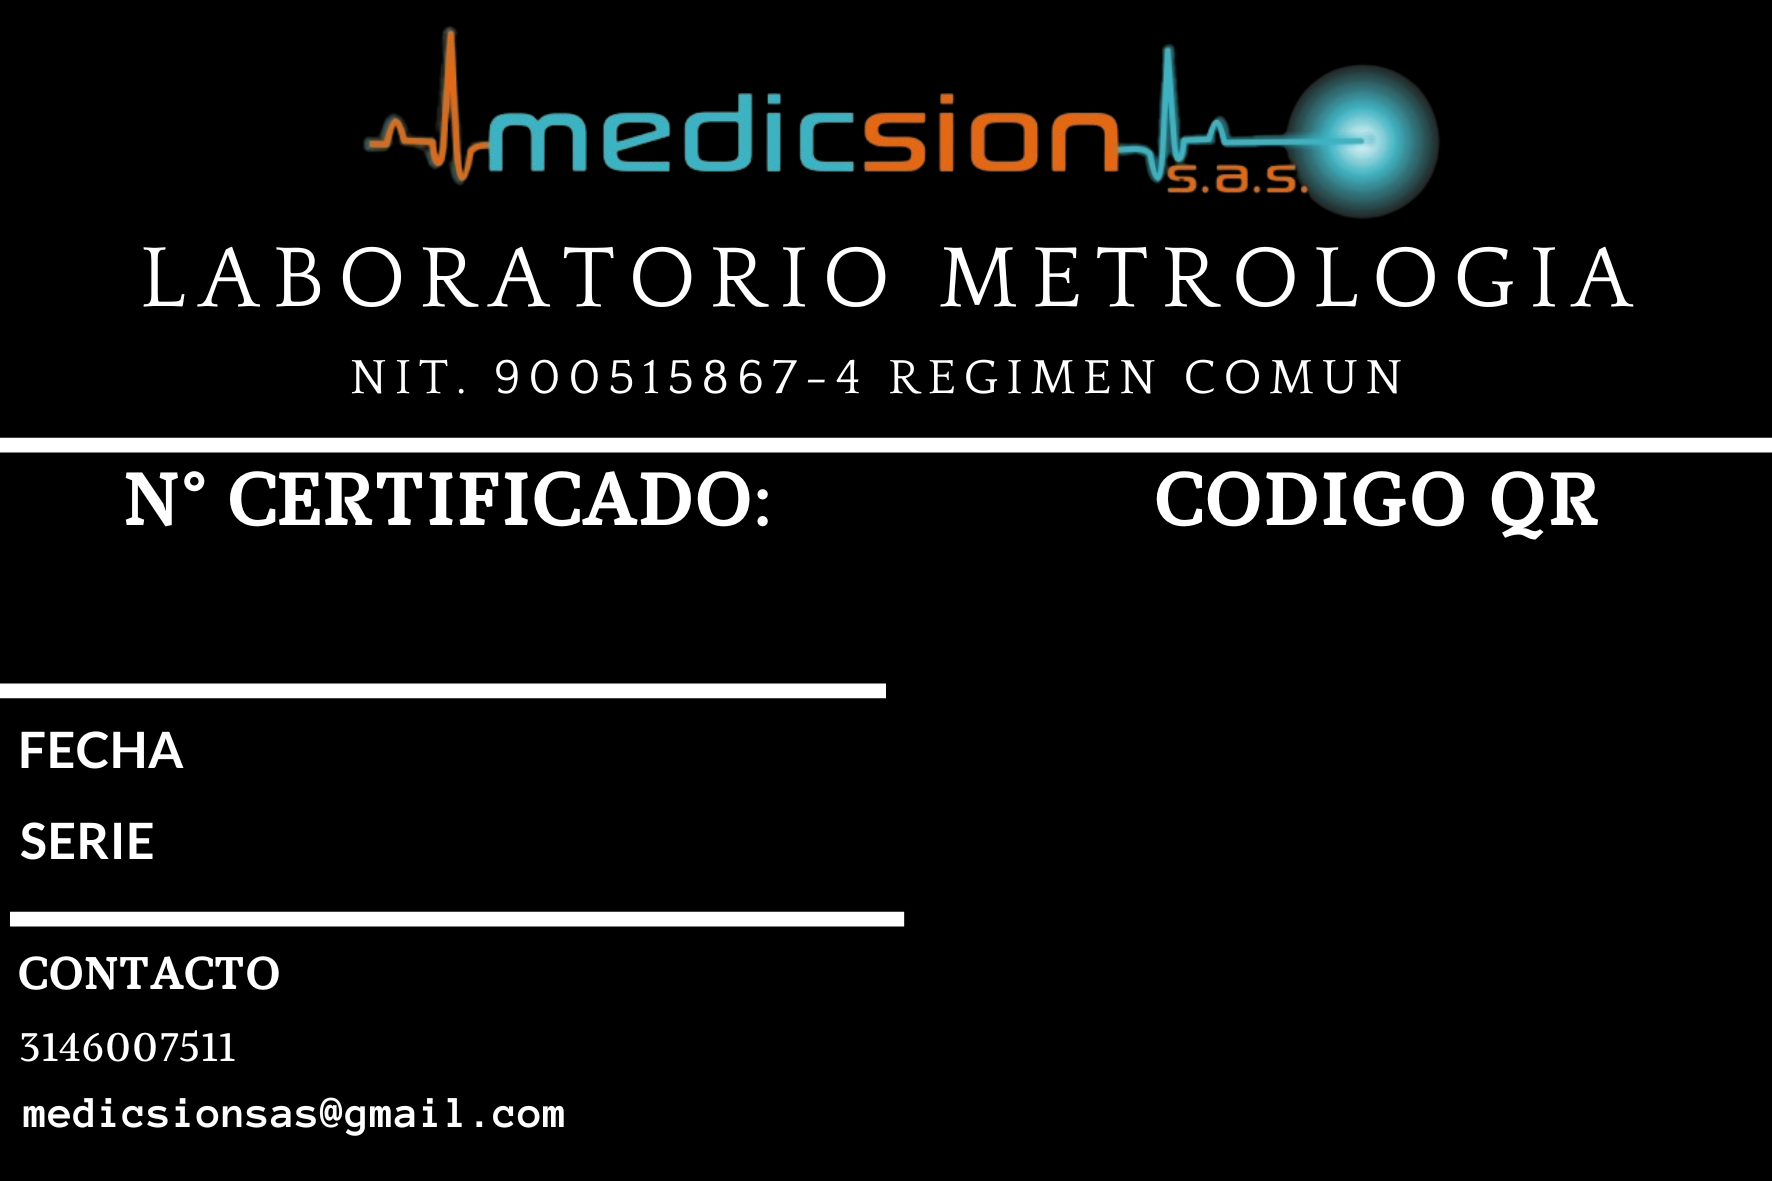 medicsion
s.a.s.
LABORATORIO METROLOGIA
NIT. 900515867-4 REGIMEN COMUN
N° CERTIFICADO:
CODIGO QR
FECHA
SERIE
CONTACTO
3146007511
medicsionsas@gmail.com